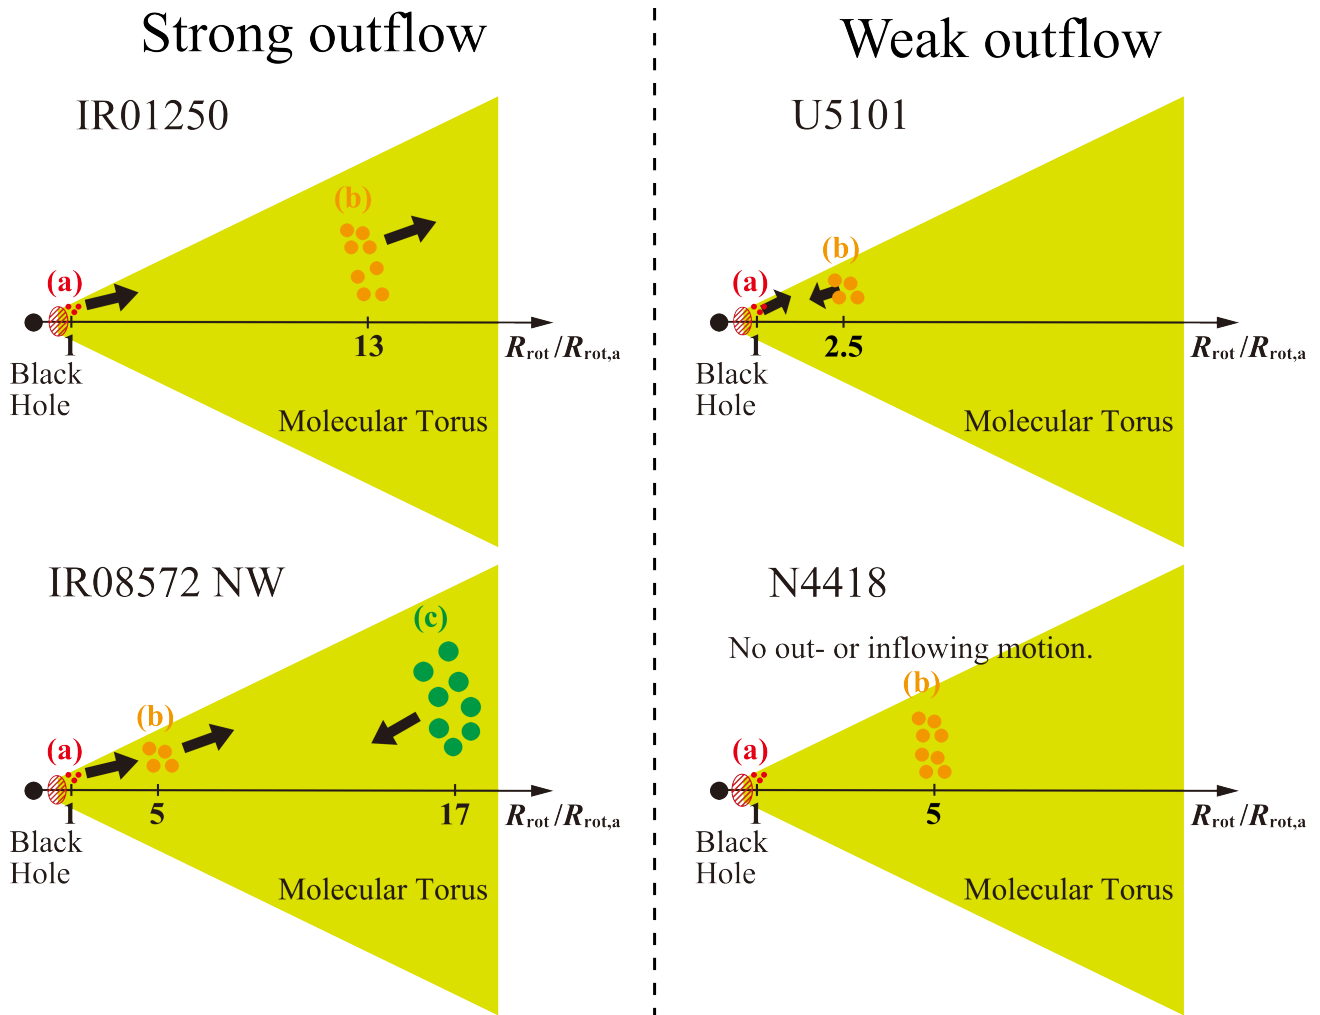 Strong outflow
Weak outflow
IR01250
(b)
(a)
1
13
Rrot/Rrot,a
Black
Hole
Molecular Torus
U5101
(b)
(a)
1
2.5
Rrot/Rrot,a
Black
Hole
Molecular Torus
IR08572 NW
(c)
(b)
(a)
1
5
17
Rrot/Rrot,a
Black
Hole
Molecular Torus
N4418
No out- or inflowing motion.
(b)
(a)
1
5
Rrot/Rrot,a
Black
Hole
Molecular Torus